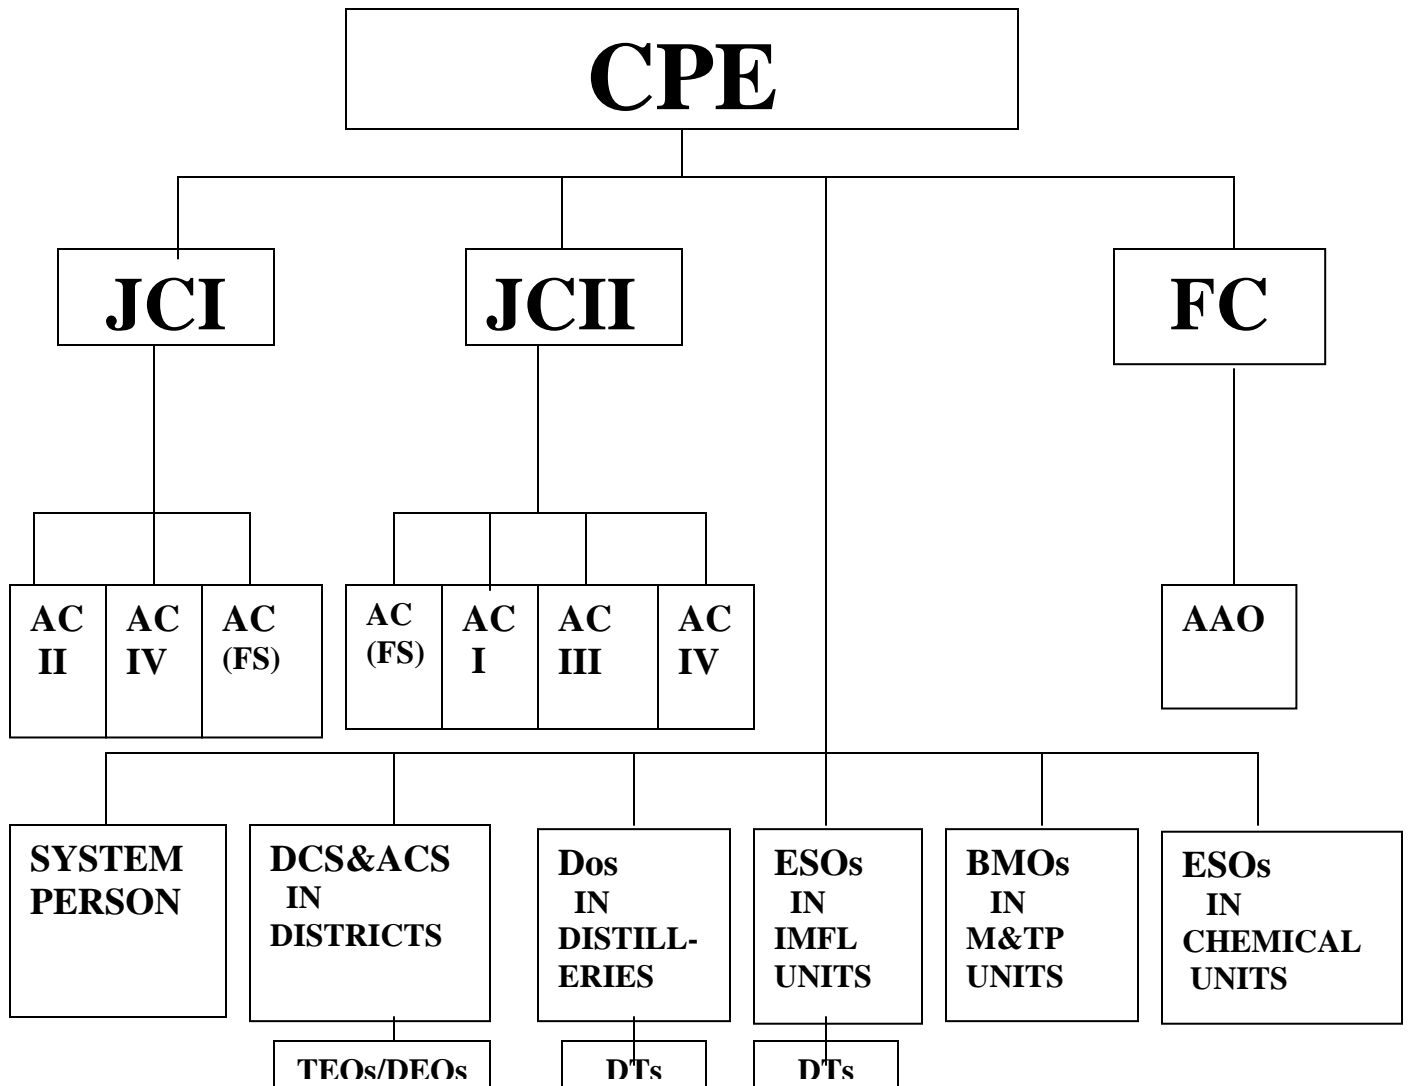 CPE
JCI
JCII
FC
AC
II
AC
IV
AC
(FS)
AC
(FS)
AC
I
AC
III
AC
IV
AAO
SYSTEM
PERSON
DCS&ACS
IN
DISTRICTS
Dos
IN
DISTILL-
ERIES
ESOs
IN
IMFL
UNITS
BMOs
IN
M&TP
UNITS
ESOs
IN
CHEMICAL
UNITS
TEOs/DEOs
DTs
DTs